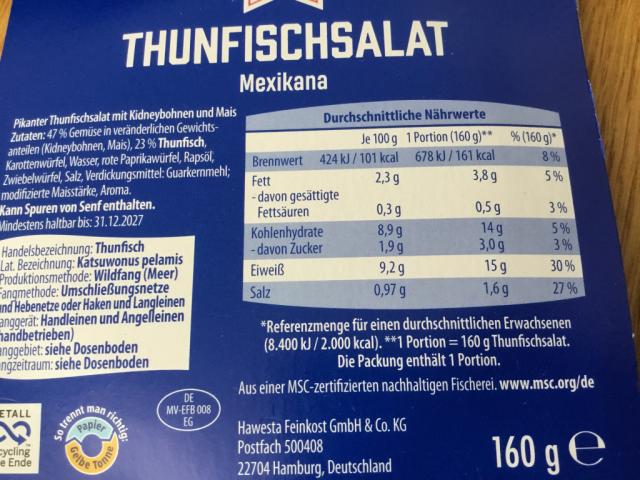 THUNFISCHSALAT
Mexikana
Pikanter Thunfischsalat mit Kidneybohnen und Mais
Zutaten: 47 % Gemüse in veränderlichen Gewichts-
anteilen (Kidneybohnen, Mais), 23 % Thunfisch,
Karottenwürfel, Wasser, rote Paprikawürfel, Rapsöl,
Zwiebelwürfel, Salz, Verdickungsmittel: Guarkernmehl;
modifizierte Maisstärke, Aroma.
Kann Spuren von Senf enthalten.
Mindestens haltbar bis: 31.12.2027
Handelsbezeichnung: Thunfisch
Lat. Bezeichnung: Katsuwonus pelamis
Produktionsmethode: Wildfang (Meer)
Fangmethode: Umschließungsnetze
und Hebenetze oder Haken und Langleinen
anggerät: Handleinen und Angelleinen
handbetrieben)
anggebiet: siehe Dosenboden
angzeitraum: siehe Dosenboden
Durchschnittliche Nährwerte
Je 100 g 1 Portion (160 g)** % (160 g)*
Brennwert 424 kJ / 101 kcal 678 kJ / 161 kcal 8 %
Fett 2,3 g 3,8 g 5 %
- davon gesättigte
Fettsäuren 0,3 g 0,5 g 3 %
Kohlenhydrate 8,9 g 14 g 5 %
- davon Zucker 1,9 g 3,0 g 3 %
Eiweiß 9,2 g 15 g 30 %
Salz 0,97 g 1,6 g 27 %
*Referenzmenge für einen durchschnittlichen Erwachsenen
(8.400 kJ / 2.000 kcal). **1 Portion = 160 g Thunfischsalat.
Die Packung enthält 1 Portion.
Aus einer MSC-zertifizierten nachhaltigen Fischerei. www.msc.org/de
ETALL
cycling
e Ende
So trennt man richtig:
Papier
Gelbe Tonne
DE
MV-EFB 008
EG
Hawesta Feinkost GmbH & Co. KG
Postfach 500408
22704 Hamburg, Deutschland
160 g e